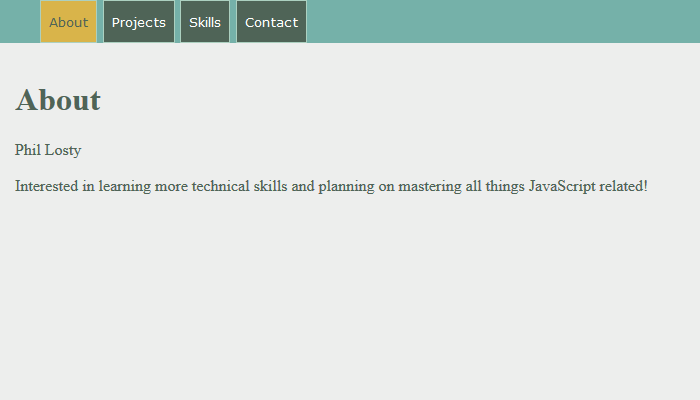 About Projects Skills Contact
About
Phil Losty
Interested in learning more technical skills and planning on mastering all things JavaScript related!